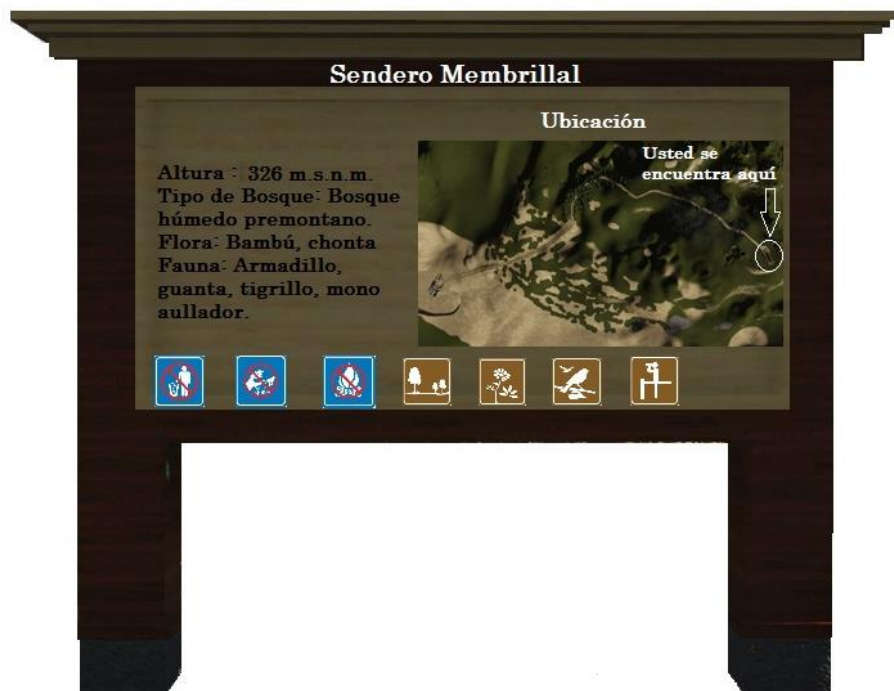 Sendero Membrillal
Altura : 326 m.s.n.m.
Tipo de Bosque: Bosque
húmedo premontano.
Flora: Bambú, chonta
Fauna: Armadillo,
guanta, tigrillo, mono
aullador.
Ubicación
Usted se
encuentra aquí